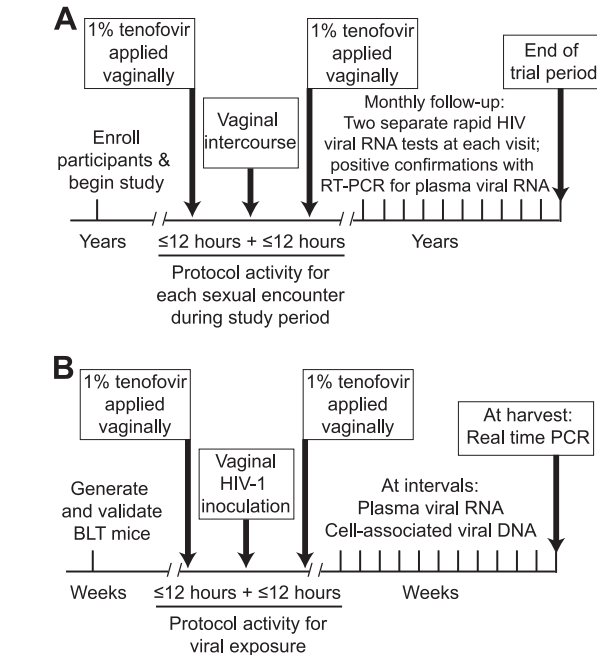 A
1% tenofovir
applied
vaginally
1% tenofovir
applied
vaginally
End of
trial period
Vaginal
intercourse
Monthly follow-up:
Two separate rapid HIV
viral RNA tests at each visit;
positive confirmations with
RT-PCR for plasma viral RNA
Enroll
participants &
begin study
Years
≤12 hours + ≤12 hours
Years
Protocol activity for
each sexual encounter
during study period
B
1% tenofovir
applied
vaginally
1% tenofovir
applied
vaginally
At harvest:
Real time PCR
Vaginal
HIV-1
inoculation
Generate
and validate
BLT mice
At intervals:
Plasma viral RNA
Cell-associated viral DNA
Weeks
≤12 hours + ≤12 hours
Weeks
Protocol activity for
viral exposure